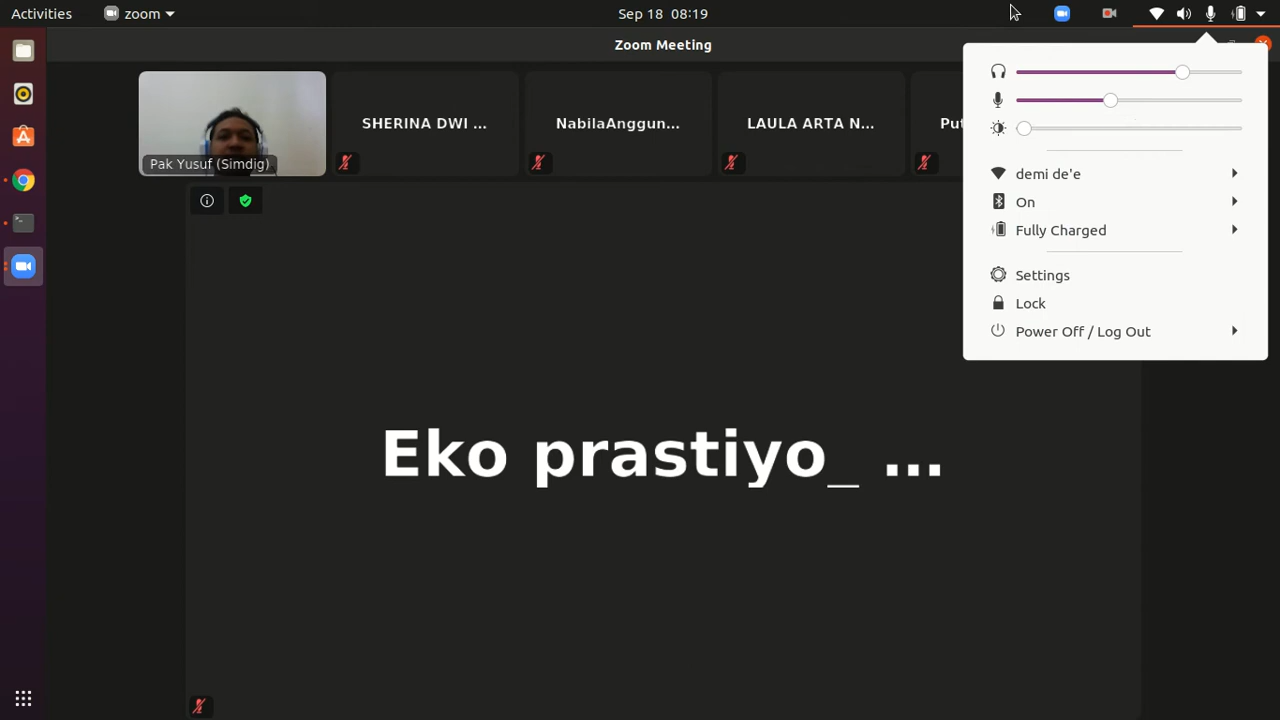 Activities
zoom
Sep 18 08:19
Zoom Meeting
Pak Yusuf (Simdig)
SHERINA DWI ...
NabilaAnggun...
LAULA ARTA N...
Put
demi de'e
On
Fully Charged
Settings
Lock
Power Off / Log Out
Eko prastiyo_ ...